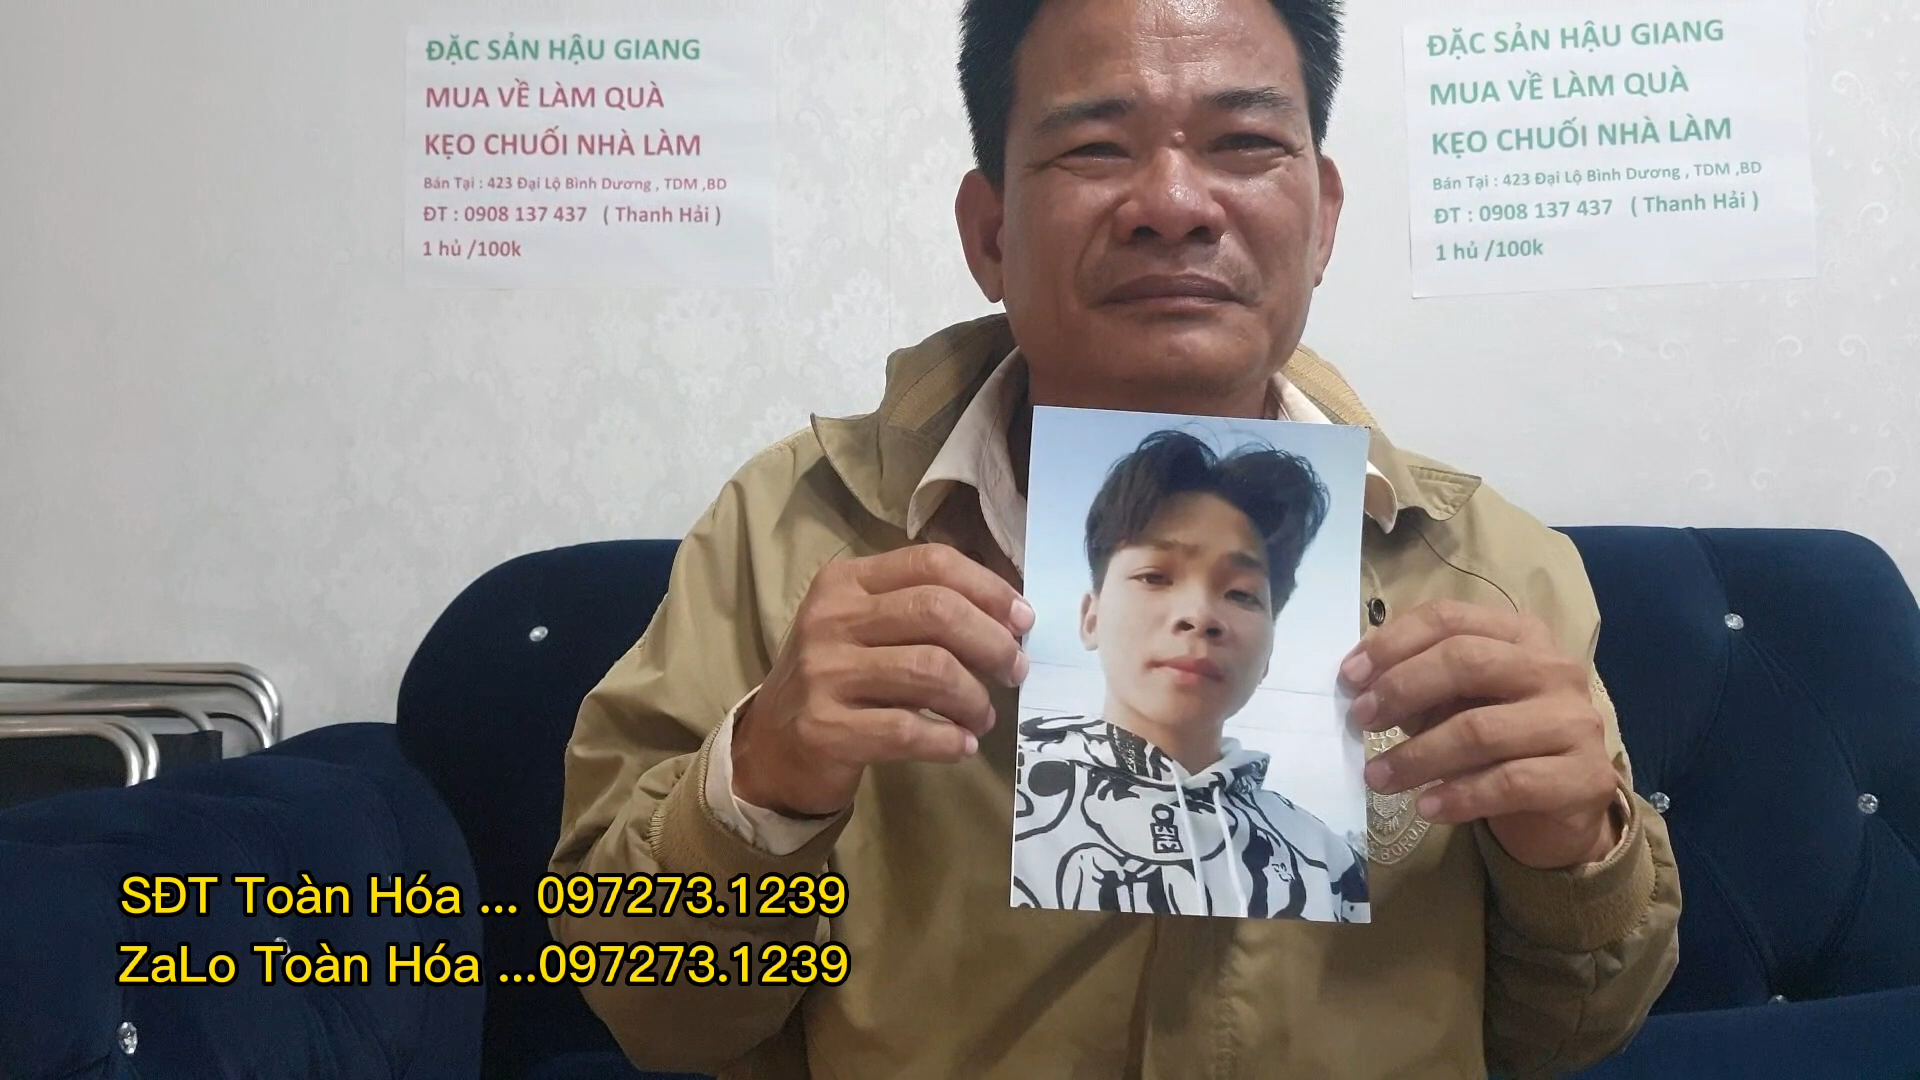 ĐẶC SẢN HẬU GIANG
MUA VỀ LÀM QUÀ
KẸO CHUỐI NHÀ LÀM
Bán Tại : 423 Đại Lộ Bình Dương , TDM ,BD
ĐT : 0908 137 437 ( Thanh Hải )
1 hủ /100k
ĐẶC SẢN HẬU GIANG
MUA VỀ LÀM QUÀ
KẸO CHUỐI NHÀ LÀM
Bán Tại : 423 Đại Lộ Bình Dương , TDM ,BD
ĐT : 0908 137 437 ( Thanh Hải )
1 hủ /100k
SĐT Toàn Hóa ... 097273.1239
ZaLo Toàn Hóa ...097273.1239